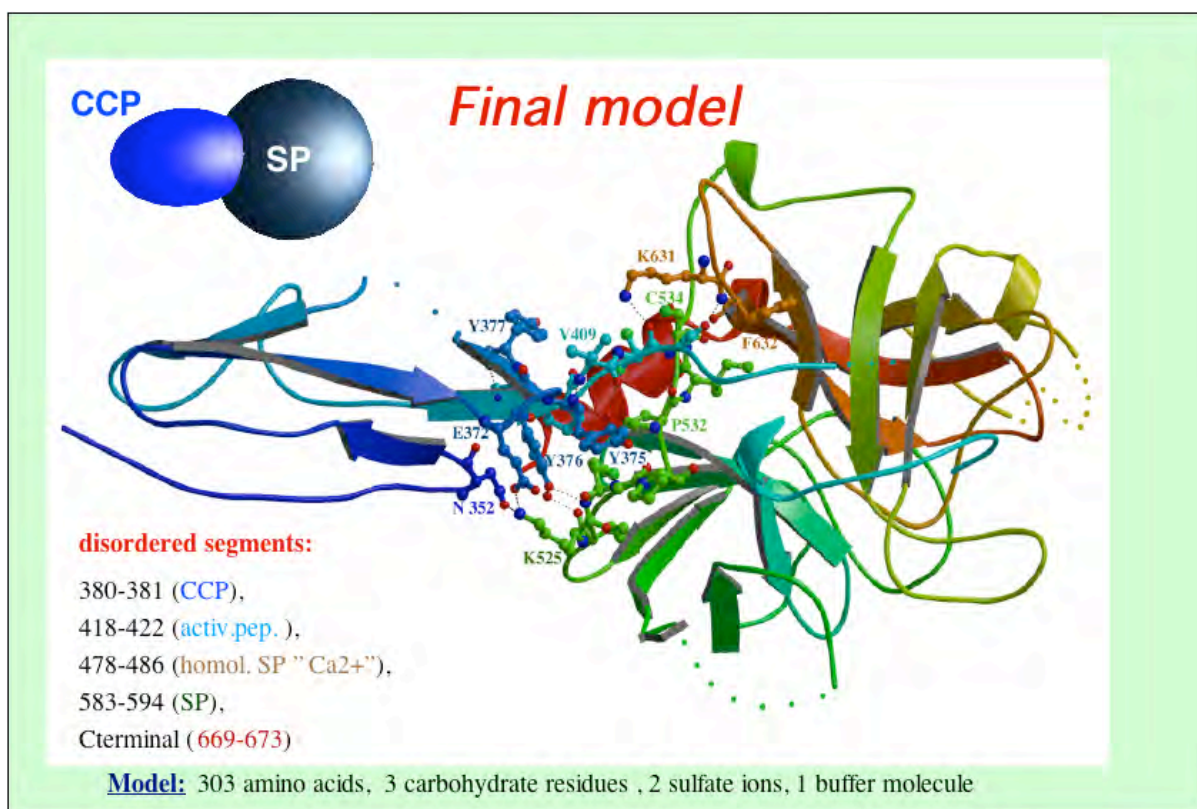 Final model
CCP
SP
K631
C534
Y377
V409
F632
E372
P532
Y376
Y375
N 352
K525
disordered segments:
380-381 (CCP),
418-422 (activ.pep. ),
478-486 (homol. SP " Ca2+"),
583-594 (SP),
Cterminal (669-673)
Model: 303 amino acids, 3 carbohydrate residues , 2 sulfate ions, 1 buffer molecule